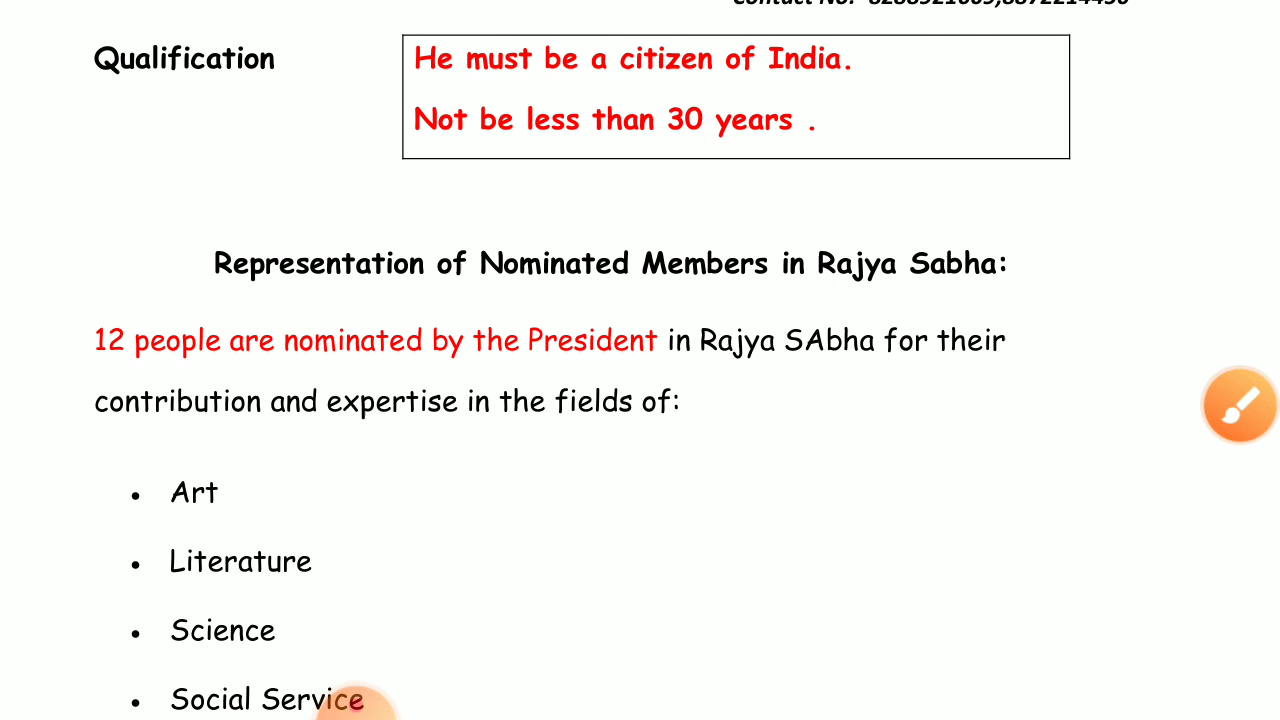 Contact No:
Qualification
He must be a citizen of India.
Not be less than 30 years .
Representation of Nominated Members in Rajya Sabha:
12 people are nominated by the President in Rajya SAbha for their
contribution and expertise in the fields of:
• Art
• Literature
• Science
• Social Service